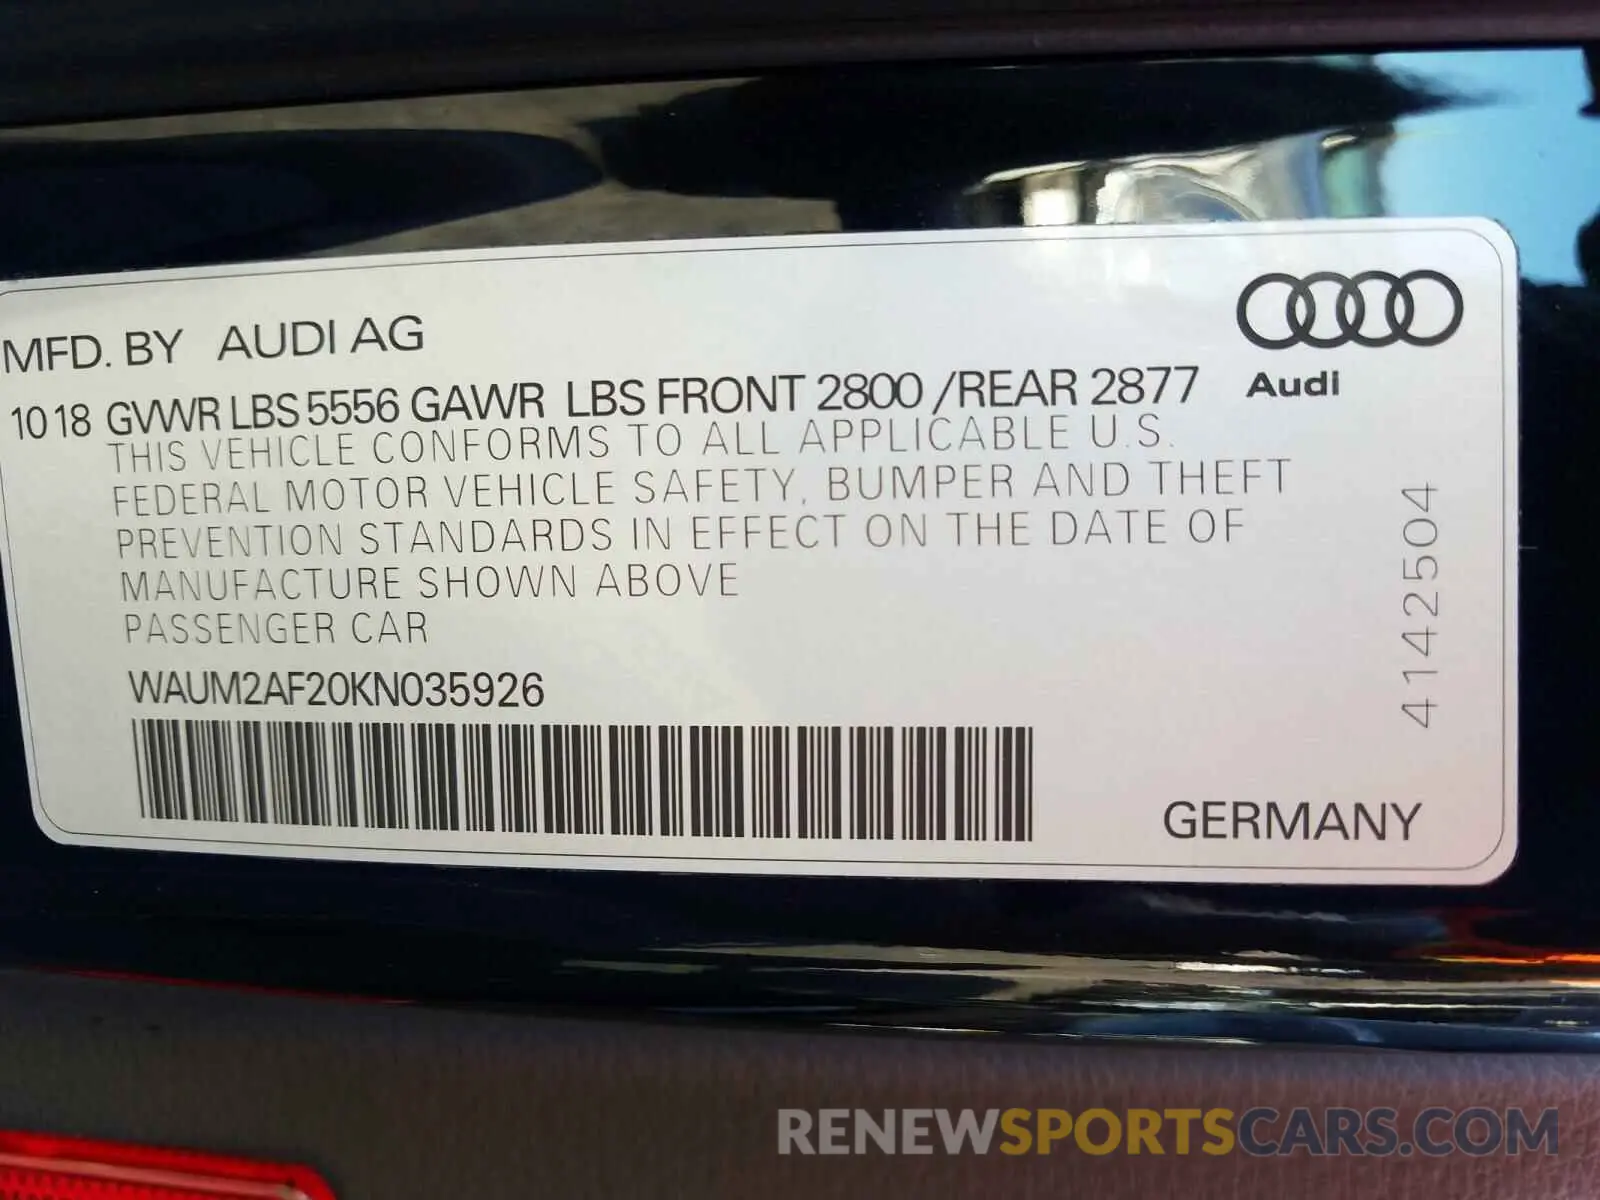 MFD. BY AUDI AG
1018 GVWR LBS 5556 GAWR LBS FRONT 2800 /REAR 2877
Audi
THIS VEHICLE CONFORMS TO ALL APPLICABLE U.S.
FEDERAL MOTOR VEHICLE SAFETY, BUMPER AND THEFT
PREVENTION STANDARDS IN EFFECT ON THE DATE OF
MANUFACTURE SHOWN ABOVE
PASSENGER CAR
WAUM2AF20KN035926
4142504
GERMANY
RENEWSPORTSCARS.COM